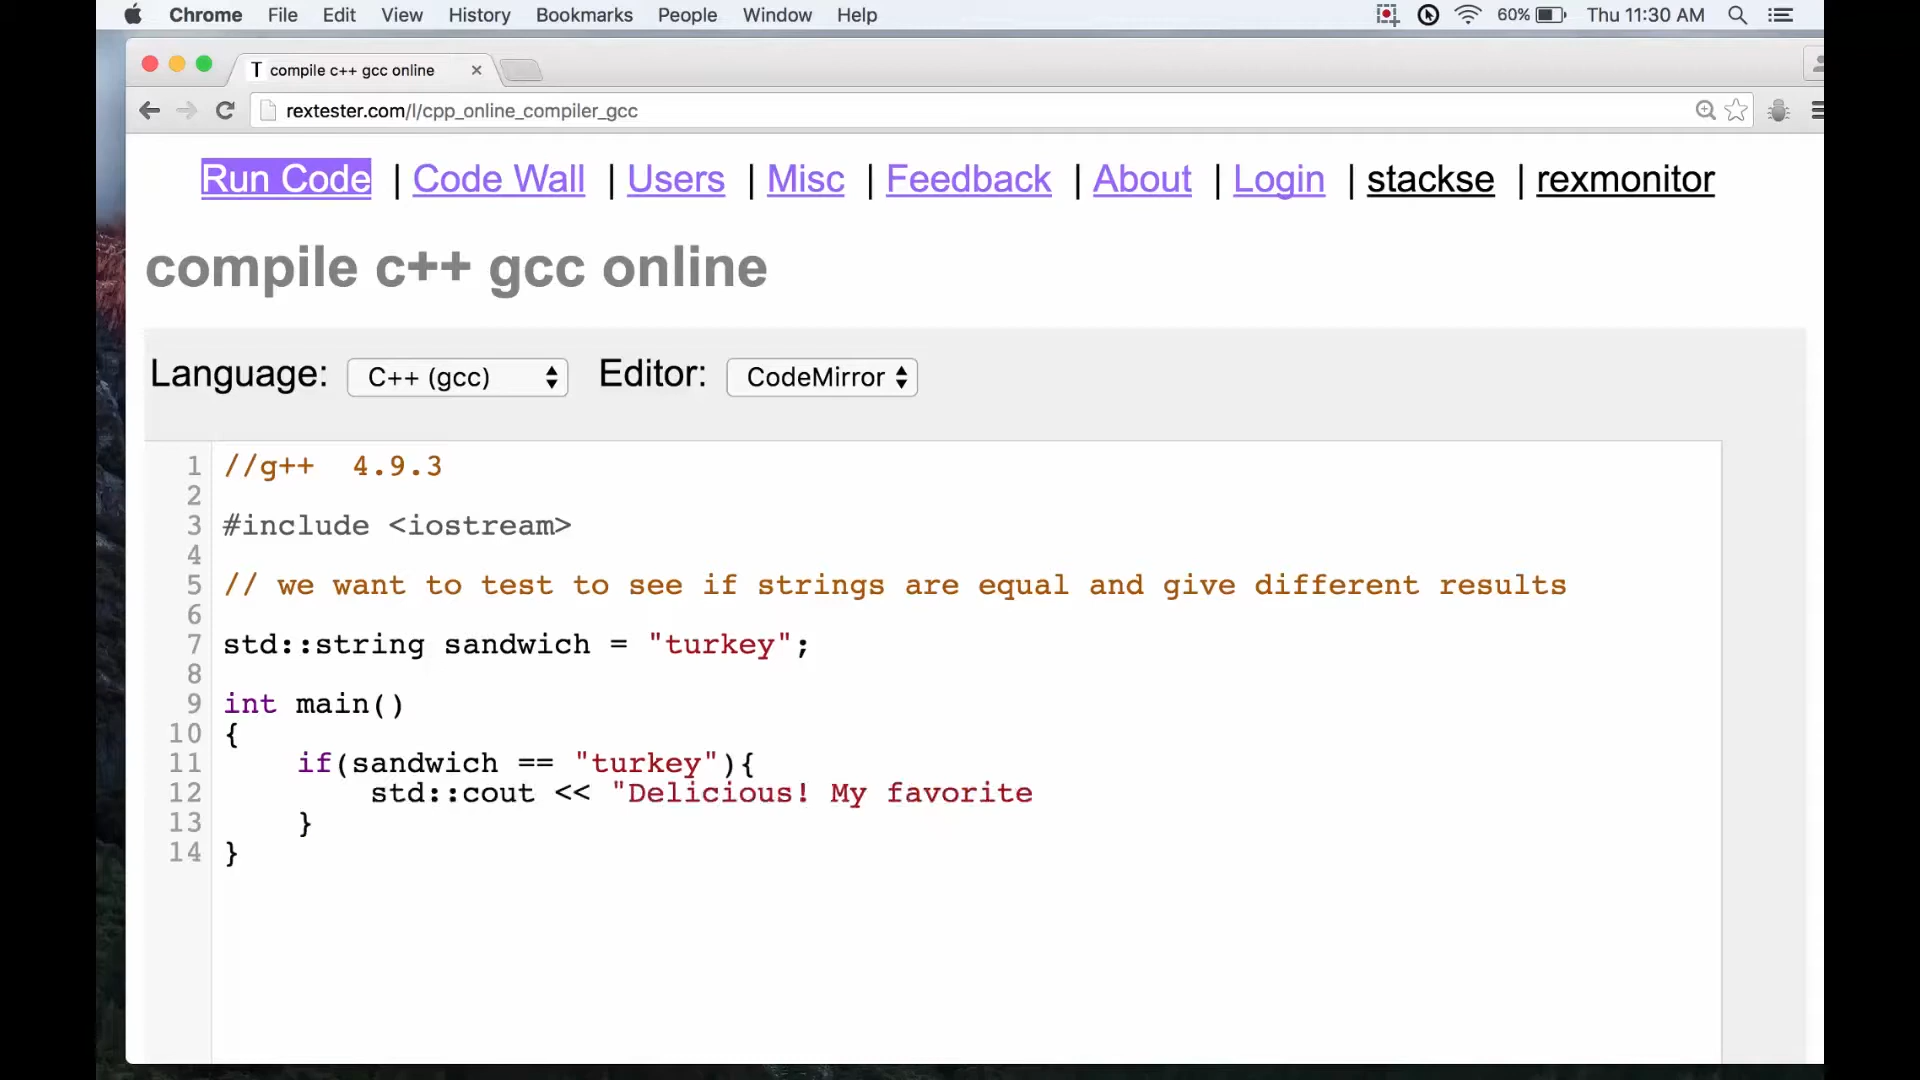 Chrome File Edit View History Bookmarks People Window Help 60% Thu 11:30 AM
T compile c++ gcc online
rextester.com/l/cpp_online_compiler_gcc
Run Code | Code Wall | Users | Misc | Feedback | About | Login | stackse | rexmonitor
compile c++ gcc online
Language: C++ (gcc) Editor: CodeMirror
1 //g++  4.9.3
2
3 #include <iostream>
4
5 // we want to test to see if strings are equal and give different results
6
7 std::string sandwich = "turkey";
8
9 int main()
10 {
11     if(sandwich == "turkey"){
12         std::cout << "Delicious! My favorite
13     }
14 }